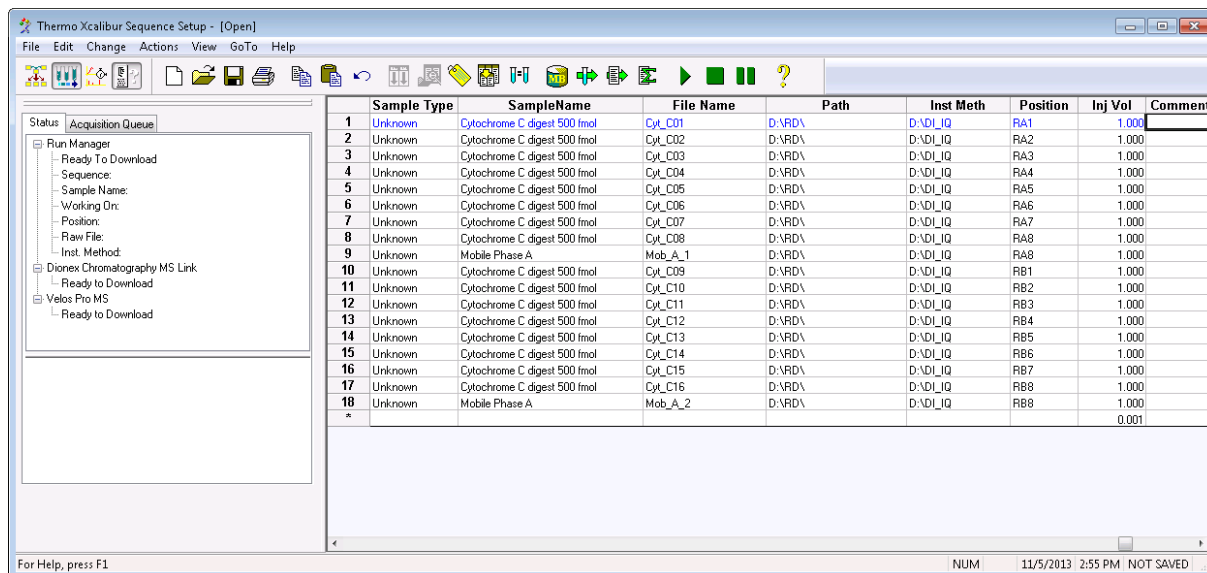 Thermo Xcalibur Sequence Setup - [Open]
File Edit Change Actions View GoTo Help
Status Acquisition Queue
Run Manager
Ready To Download
Sequence:
Sample Name:
Working On:
Position:
Raw File:
Inst. Method:
Dionex Chromatography MS Link
Ready to Download
Velos Pro MS
Ready to Download
Sample Type SampleName File Name Path Inst Meth Position Inj Vol Comment
1 Unknown Cytochrome C digest 500 fmol Cyt_C01 D:\RD\ D:\DI_IQ RA1 1.000
2 Unknown Cytochrome C digest 500 fmol Cyt_C02 D:\RD\ D:\DI_IQ RA2 1.000
3 Unknown Cytochrome C digest 500 fmol Cyt_C03 D:\RD\ D:\DI_IQ RA3 1.000
4 Unknown Cytochrome C digest 500 fmol Cyt_C04 D:\RD\ D:\DI_IQ RA4 1.000
5 Unknown Cytochrome C digest 500 fmol Cyt_C05 D:\RD\ D:\DI_IQ RA5 1.000
6 Unknown Cytochrome C digest 500 fmol Cyt_C06 D:\RD\ D:\DI_IQ RA6 1.000
7 Unknown Cytochrome C digest 500 fmol Cyt_C07 D:\RD\ D:\DI_IQ RA7 1.000
8 Unknown Cytochrome C digest 500 fmol Cyt_C08 D:\RD\ D:\DI_IQ RA8 1.000
9 Unknown Mobile Phase A Mob_A_1 D:\RD\ D:\DI_IQ RA8 1.000
10 Unknown Cytochrome C digest 500 fmol Cyt_C09 D:\RD\ D:\DI_IQ RB1 1.000
11 Unknown Cytochrome C digest 500 fmol Cyt_C10 D:\RD\ D:\DI_IQ RB2 1.000
12 Unknown Cytochrome C digest 500 fmol Cyt_C11 D:\RD\ D:\DI_IQ RB3 1.000
13 Unknown Cytochrome C digest 500 fmol Cyt_C12 D:\RD\ D:\DI_IQ RB4 1.000
14 Unknown Cytochrome C digest 500 fmol Cyt_C13 D:\RD\ D:\DI_IQ RB5 1.000
15 Unknown Cytochrome C digest 500 fmol Cyt_C14 D:\RD\ D:\DI_IQ RB6 1.000
16 Unknown Cytochrome C digest 500 fmol Cyt_C15 D:\RD\ D:\DI_IQ RB7 1.000
17 Unknown Cytochrome C digest 500 fmol Cyt_C16 D:\RD\ D:\DI_IQ RB8 1.000
18 Unknown Mobile Phase A Mob_A_2 D:\RD\ D:\DI_IQ RB8 1.000
* 0.001
For Help, press F1 NUM 11/5/2013 2:55 PM NOT SAVED